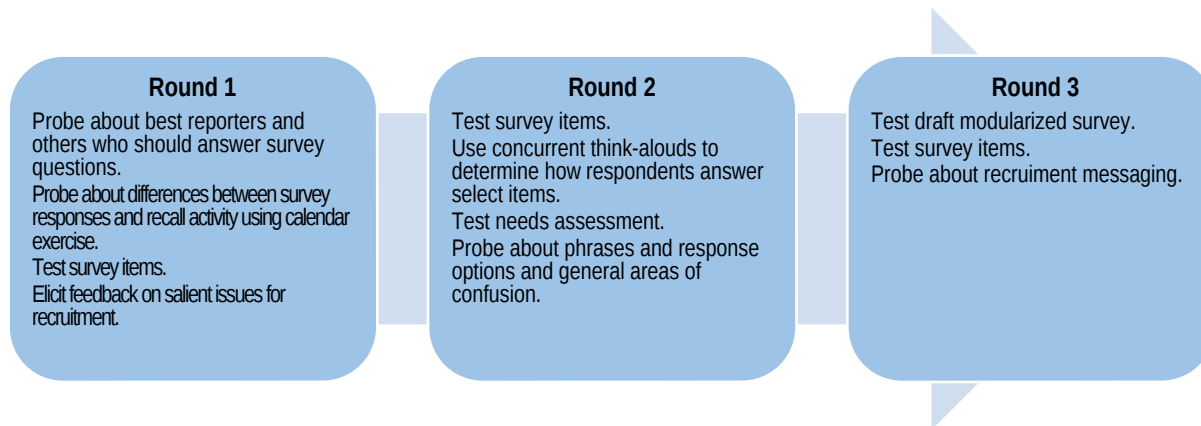 Round 1
Probe about best reporters and
others who should answer survey
questions.
Probe about differences between survey
responses and recall activity using calendar
exercise.
Test survey items.
Elicit feedback on salient issues for
recruitment.
Round 2
Test survey items.
Use concurrent think-alouds to
determine how respondents answer
select items.
Test needs assessment.
Probe about phrases and response
options and general areas of
confusion.
Round 3
Test draft modularized survey.
Test survey items.
Probe about recruiment messaging.